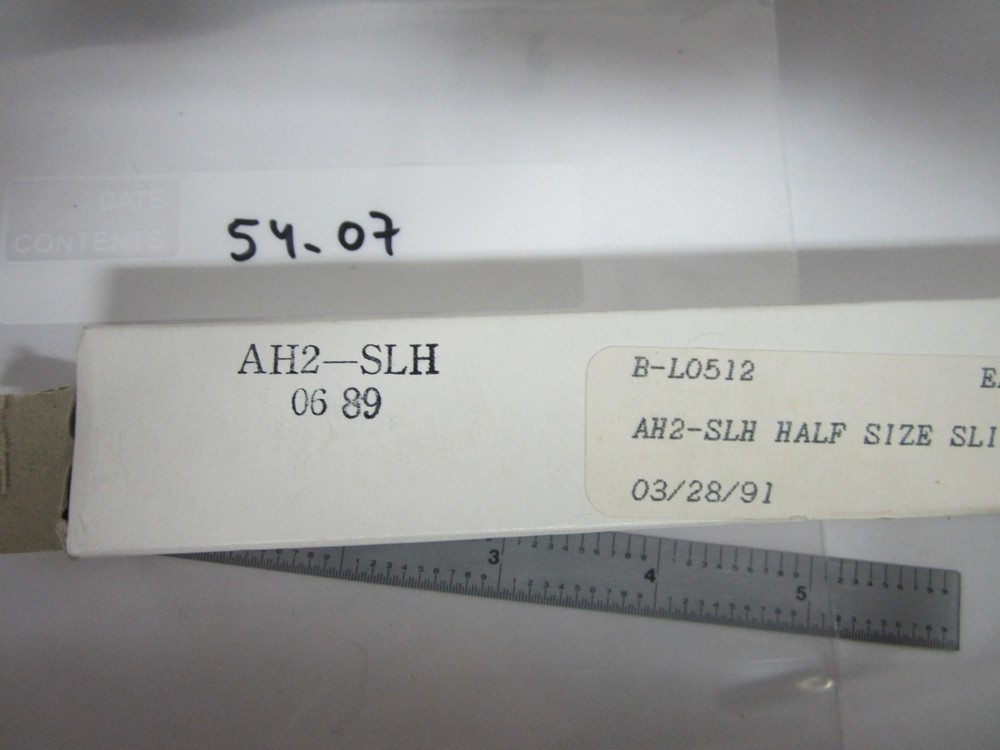 DATE
CONTENTS
54-07
AH2—SLH
06 89
B-L0512
AH2-SLH HALF SIZE SLI
03/28/91
3
4
5